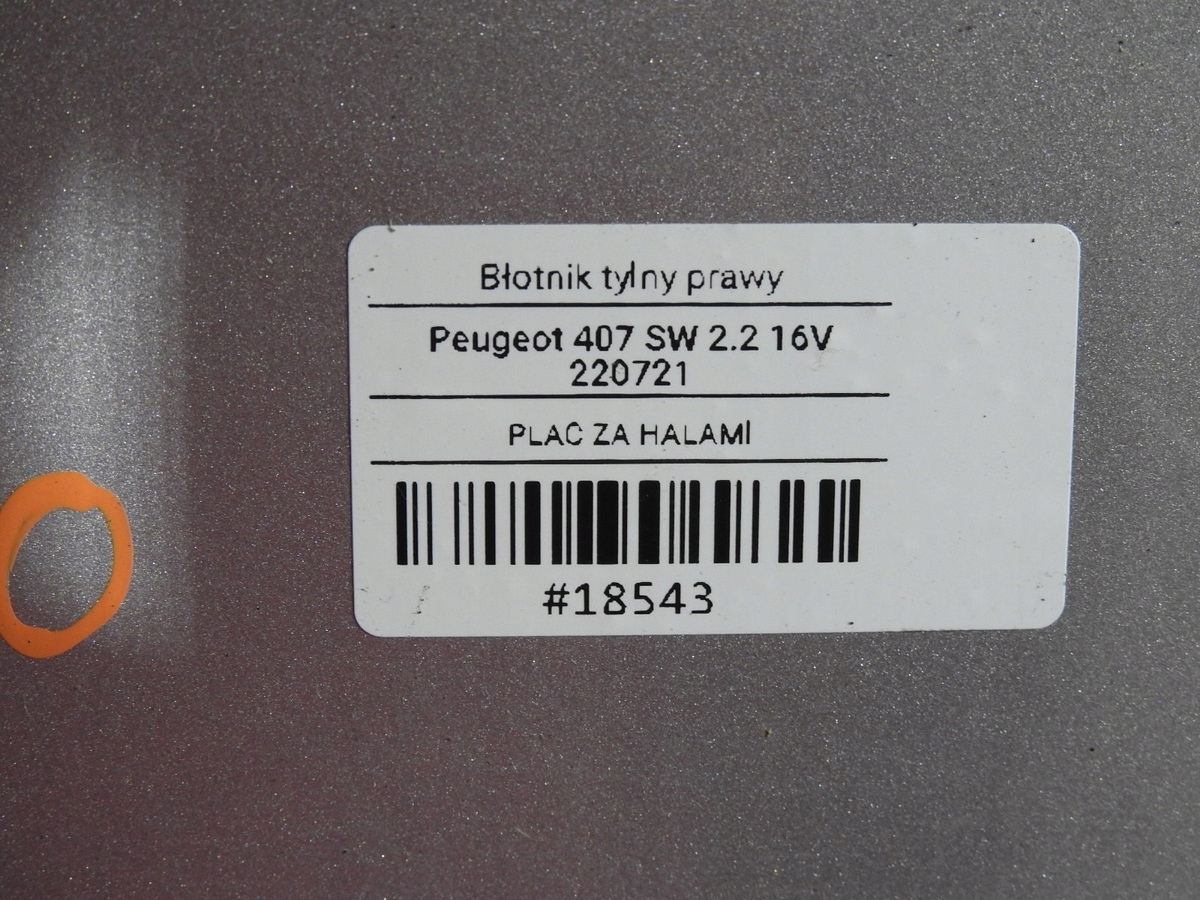 Błotnik tylny prawy
Peugeot 407 SW 2.2 16V
220721
PLAC ZA HALAMI
#18543